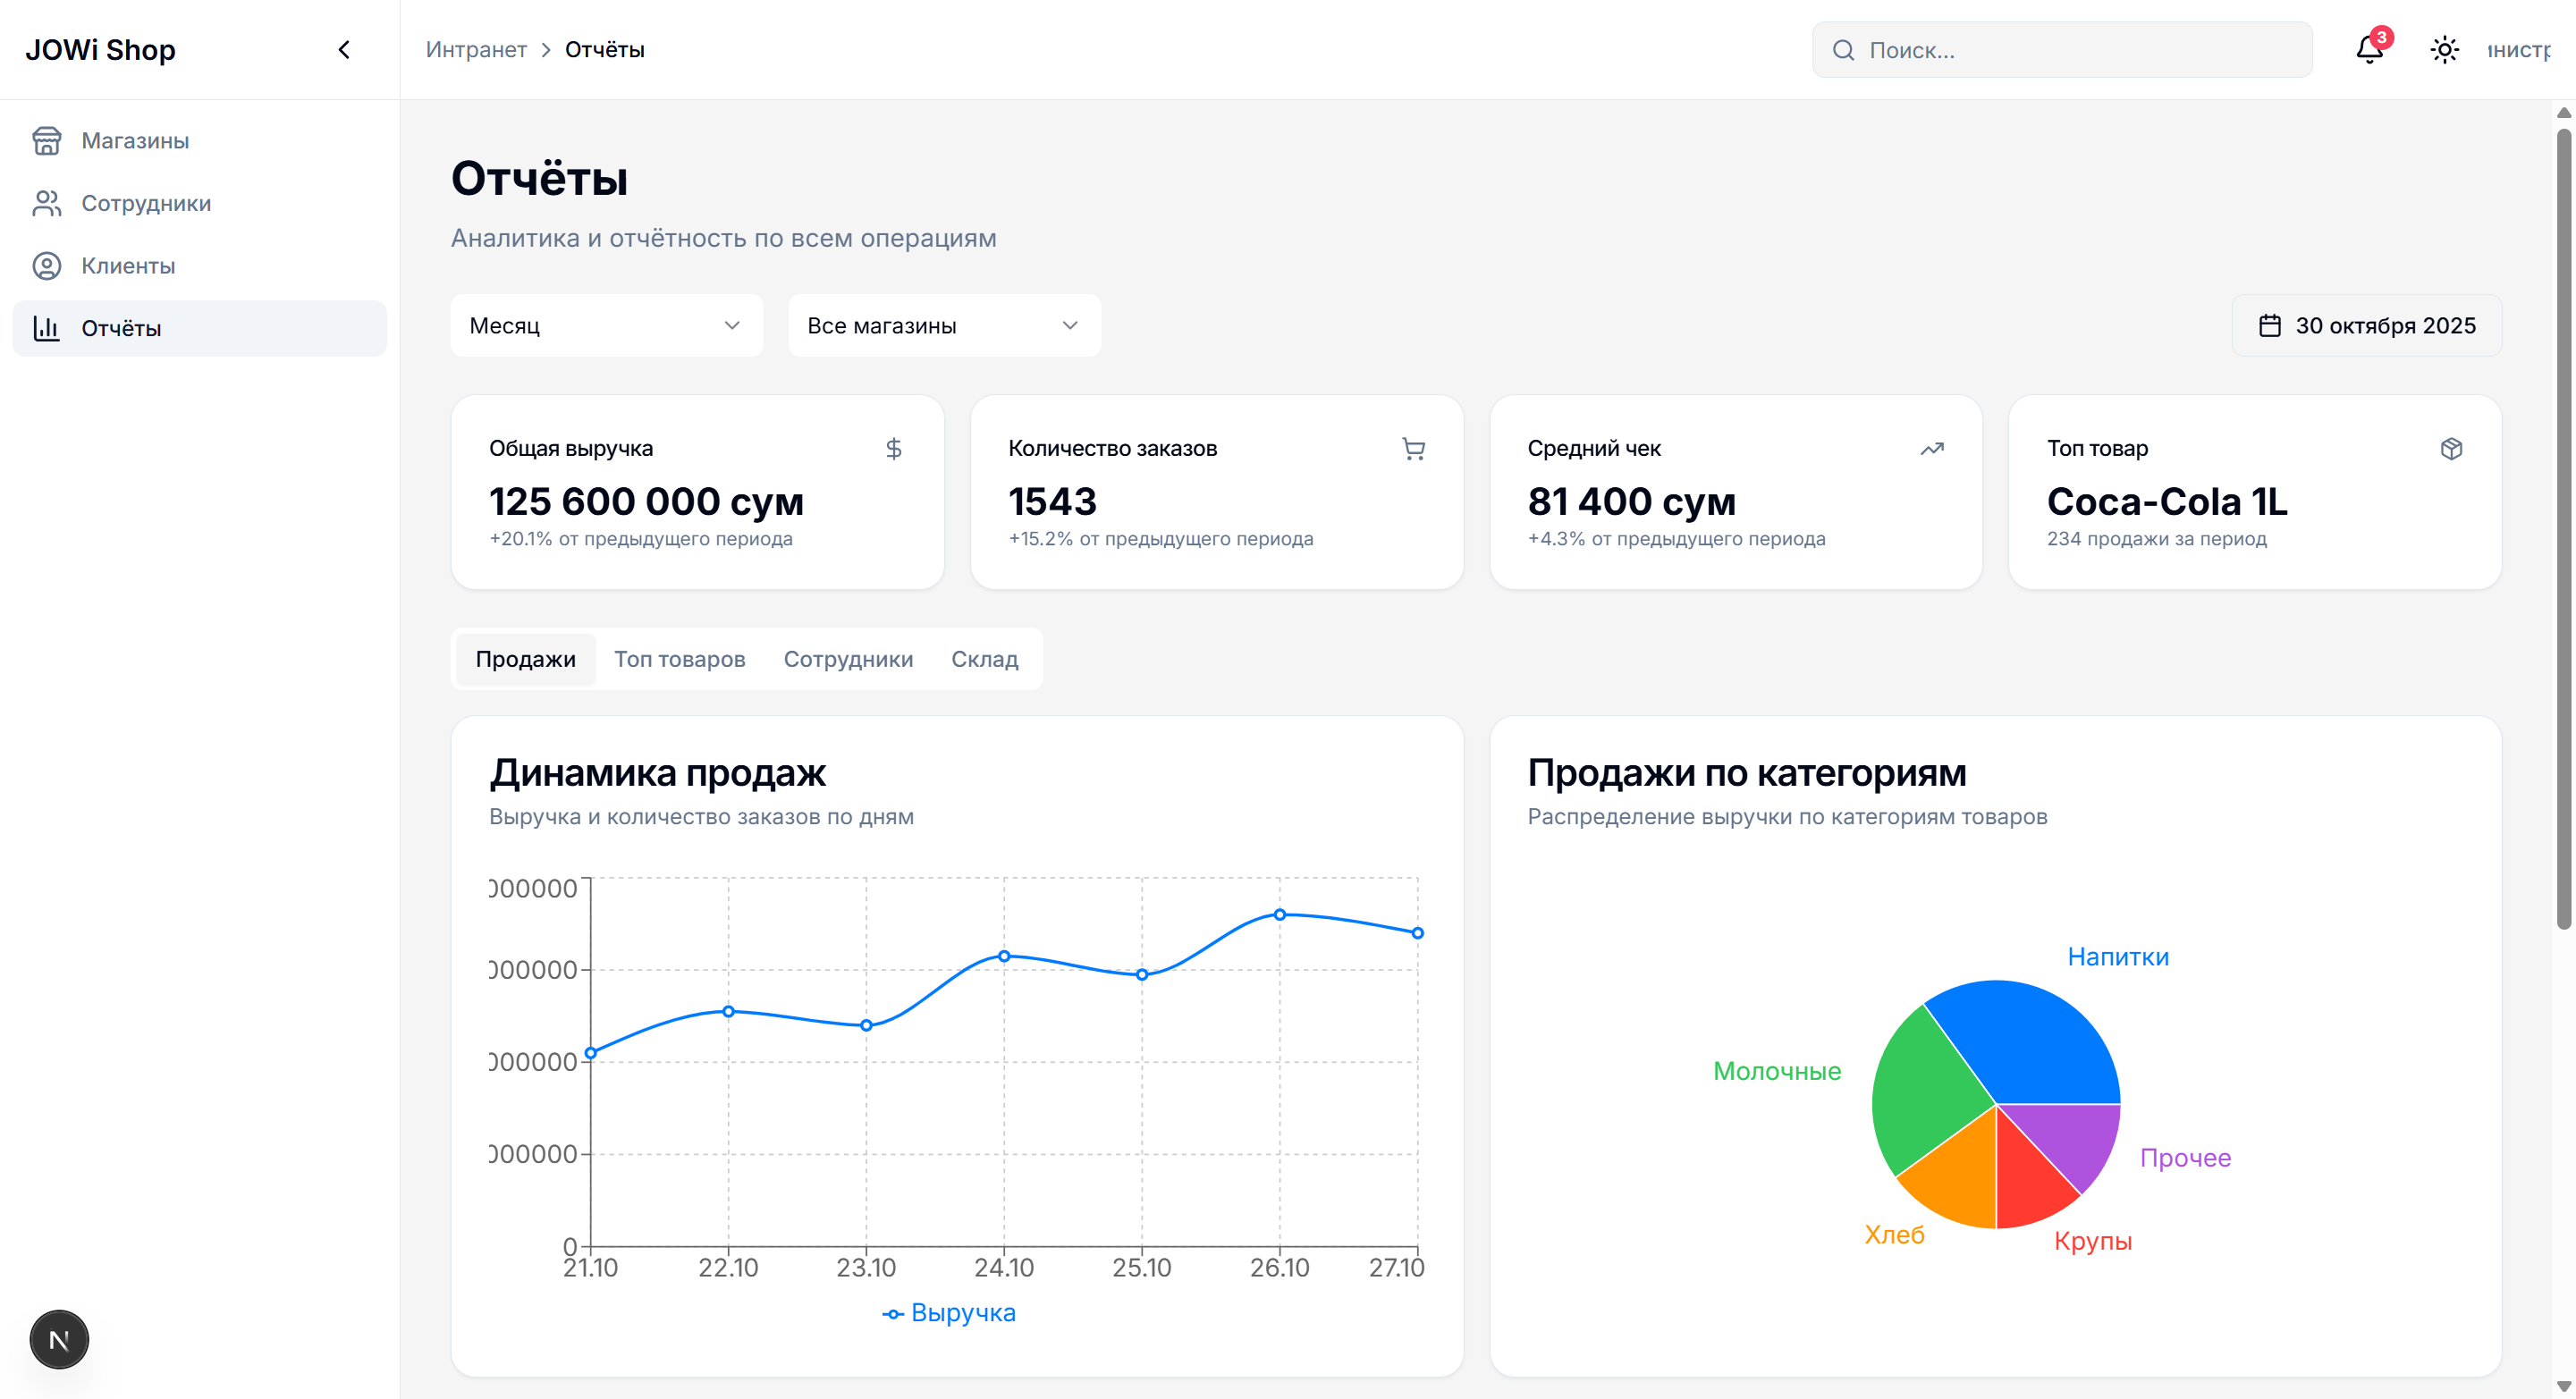 JOWi Shop
Интранет > Отчёты
Поиск...
3
Магазины
Сотрудники
Клиенты
Отчёты
Отчёты
Аналитика и отчётность по всем операциям
Месяц
Все магазины
30 октября 2025
Общая выручка
125 600 000 сум
+20.1% от предыдущего периода
Количество заказов
1543
+15.2% от предыдущего периода
Средний чек
81 400 сум
+4.3% от предыдущего периода
Топ товар
Coca-Cola 1L
234 продажи за период
Продажи
Топ товаров
Сотрудники
Склад
Динамика продаж
Выручка и количество заказов по дням
000000
000000
000000
000000
0
21.10 22.10 23.10 24.10 25.10 26.10 27.10
Выручка
Продажи по категориям
Распределение выручки по категориям товаров
Напитки
Молочные
Прочее
Хлеб
Крупы
N